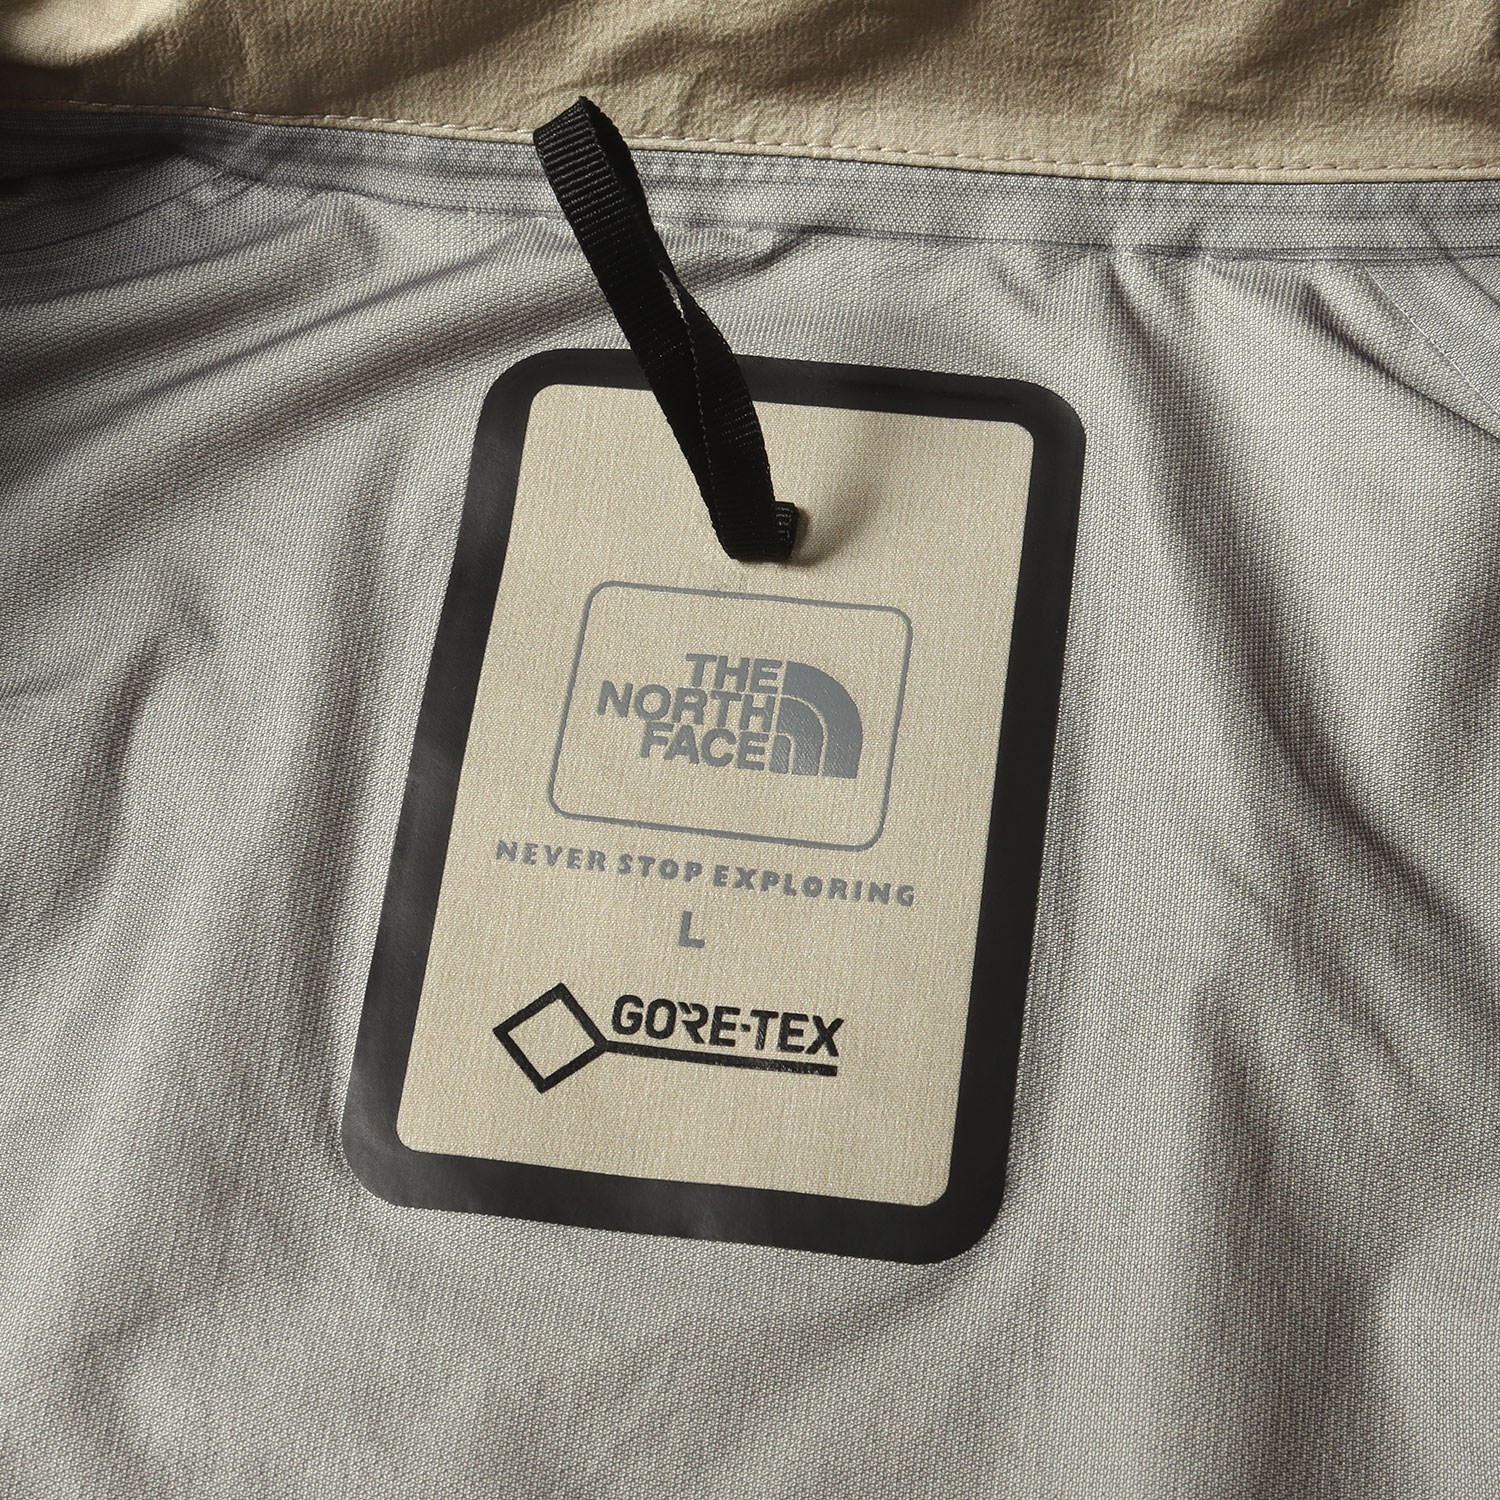 THE
NORTH
FACE
NEVER STOP EXPLORING
L
GORE-TEX